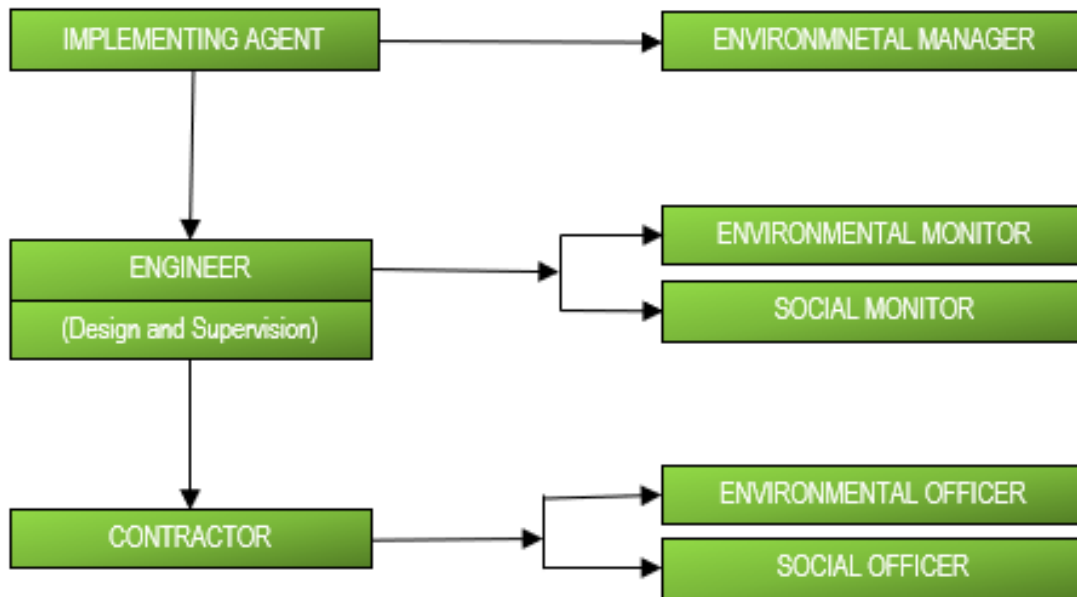 IMPLEMENTING AGENT
ENVIRONMNETAL MANAGER
ENGINEER
(Design and Supervision)
ENVIRONMENTAL MONITOR
SOCIAL MONITOR
CONTRACTOR
ENVIRONMENTAL OFFICER
SOCIAL OFFICER